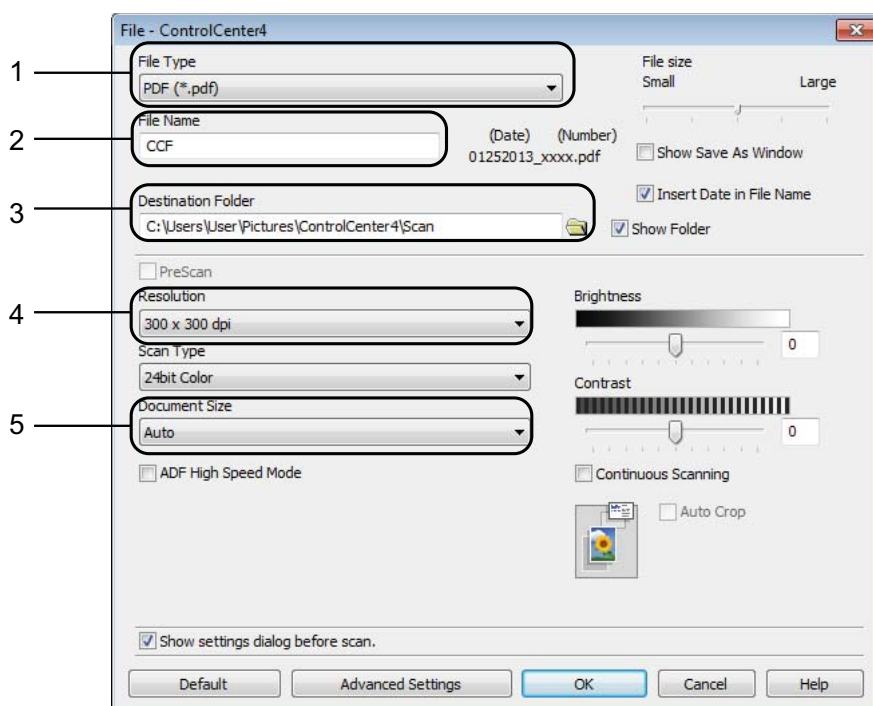 File - ControlCenter4
1
File Type
PDF (*.pdf)
File size
Small Large
2
File Name
CCF
(Date) (Number)
01252013_xxxx.pdf
Show Save As Window
Insert Date in File Name
3
Destination Folder
C:\Users\User\Pictures\ControlCenter4\Scan
Show Folder
PreScan
4
Resolution
300 x 300 dpi
Brightness
0
Scan Type
24bit Color
Contrast
0
5
Document Size
Auto
ADF High Speed Mode
Continuous Scanning
Auto Crop
Show settings dialog before scan.
Default Advanced Settings OK Cancel Help